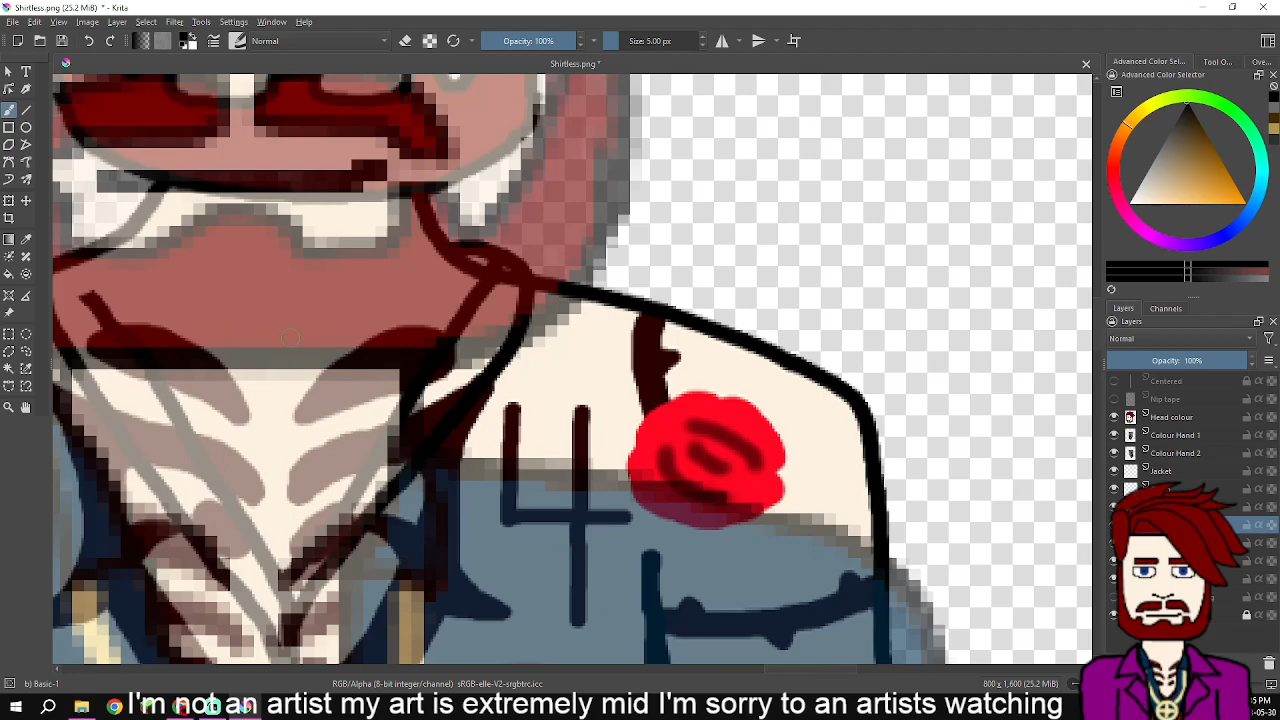 Shirtless.png (25.2 MiB) * - Krita
File Edit View Image Layer Select Filter Tools Settings Window Help
Normal Opacity: 100% Size: 5.00 px
Shirtless.png*
Advanced Color Sel... Tool O... Ove...
Advanced Color Selector
Layers Channels
Layers
Normal
Opacity: 100%
Centered
Nip tape
Head colour
Colour Hand 1
Colour Hand 2
Jacket
b) Basic-1 RGB/Alpha (8-bit integer/channel) sRGB-elle-V2-srgbtrc.icc 800 x 1,600 (25.2 MiB)
I'm not an artist my art is extremely mid I'm sorry to an artists watching